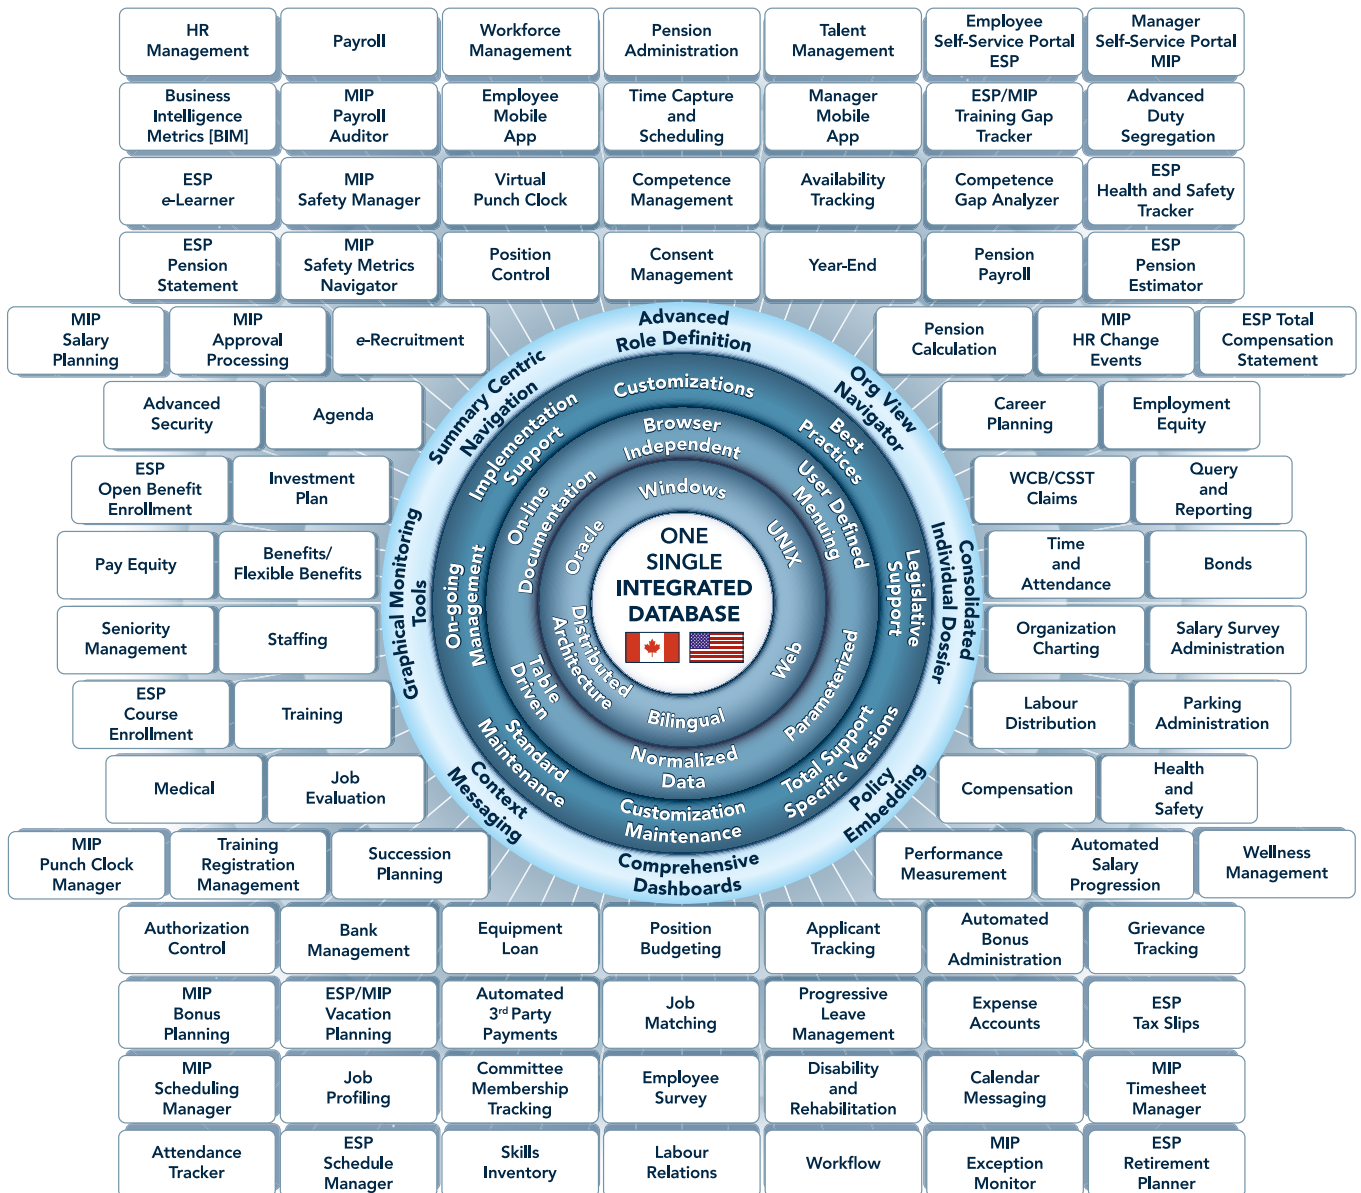 HR
Management
Payroll
Workforce
Management
Pension
Administration
Talent
Management
Employee
Self-Service Portal
ESP
Manager
Self-Service Portal
MIP
Business
Intelligence
Metrics [BIM]
MIP
Payroll
Auditor
Employee
Mobile
App
Time Capture
and
Scheduling
Manager
Mobile
App
ESP/MIP
Training Gap
Tracker
Advanced
Duty
Segregation
ESP
e-Learner
MIP
Safety Manager
Virtual
Punch Clock
Competence
Management
Availability
Tracking
Competence
Gap Analyzer
ESP
Health and Safety
Tracker
ESP
Pension
Statement
MIP
Safety Metrics
Navigator
Position
Control
Consent
Management
Year-End
Pension
Payroll
ESP
Pension
Estimator
MIP
Salary
Planning
MIP
Approval
Processing
e-Recruitment
Pension
Calculation
MIP
HR Change
Events
ESP Total
Compensation
Statement
Advanced
Security
Agenda
Career
Planning
Employment
Equity
ESP
Open Benefit
Enrollment
Investment
Plan
WCB/CSST
Claims
Query
and
Reporting
Pay Equity
Benefits/
Flexible Benefits
Time
and
Attendance
Bonds
Seniority
Management
Staffing
Organization
Charting
Salary Survey
Administration
ESP
Course
Enrollment
Training
Labour
Distribution
Parking
Administration
Medical
Job
Evaluation
Compensation
Health
and
Safety
MIP
Punch Clock
Manager
Training
Registration
Management
Succession
Planning
Performance
Measurement
Automated
Salary
Progression
Wellness
Management
Advanced
Role Definition
Org View
Navigator
Consolidated
Individual Dossier
Policy
Embedding
Comprehensive
Dashboards
Context
Messaging
Graphical Monitoring
Tools
Summary Centric
Navigation
Customizations
Best
Practices
Legislative
Support
Total Support
Specific Versions
Customization
Maintenance
Standard
Maintenance
On-going
Management
Implementation
Support
Browser
Independent
User Defined
Menuing
Parameterized
Normalized
Data
Table
Driven
On-line
Documentation
Windows
UNIX
Web
Bilingual
Distributed
Architecture
Oracle
ONE
SINGLE
INTEGRATED
DATABASE
Authorization
Control
Bank
Management
Equipment
Loan
Position
Budgeting
Applicant
Tracking
Automated
Bonus
Administration
Grievance
Tracking
MIP
Bonus
Planning
ESP/MIP
Vacation
Planning
Automated
3rd Party
Payments
Job
Matching
Progressive
Leave
Management
Expense
Accounts
ESP
Tax Slips
MIP
Scheduling
Manager
Job
Profiling
Committee
Membership
Tracking
Employee
Survey
Disability
and
Rehabilitation
Calendar
Messaging
MIP
Timesheet
Manager
Attendance
Tracker
ESP
Schedule
Manager
Skills
Inventory
Labour
Relations
Workflow
MIP
Exception
Monitor
ESP
Retirement
Planner